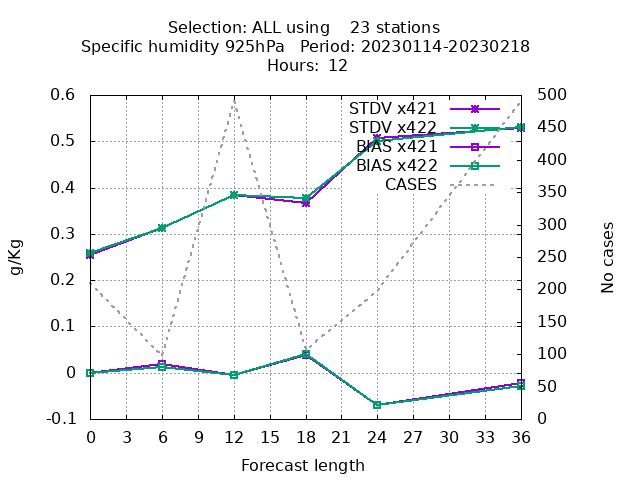 Selection: ALL using    23 stations
Specific humidity 925hPa   Period: 20230114-20230218
Hours: 12
0.6
0.5
0.4
0.3
0.2
0.1
0
-0.1
g/Kg
STDV x421
STDV x422
BIAS x421
BIAS x422
CASES
500
450
400
350
300
250
200
150
100
50
0
No cases
0 3 6 9 12 15 18 21 24 27 30 33 36
Forecast length